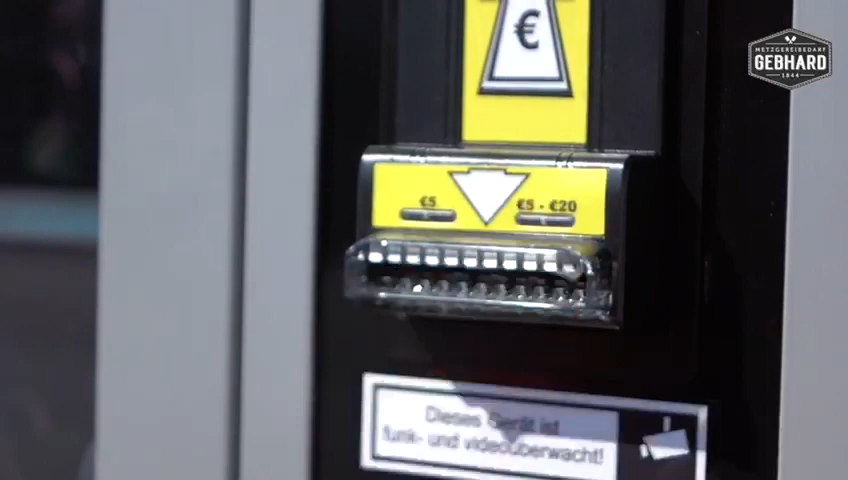 €
METZGEREIBEDARF
GEBHARD
1844
€5
€5 - €20
Dieses Gerät ist
funk- und videoüberwacht!